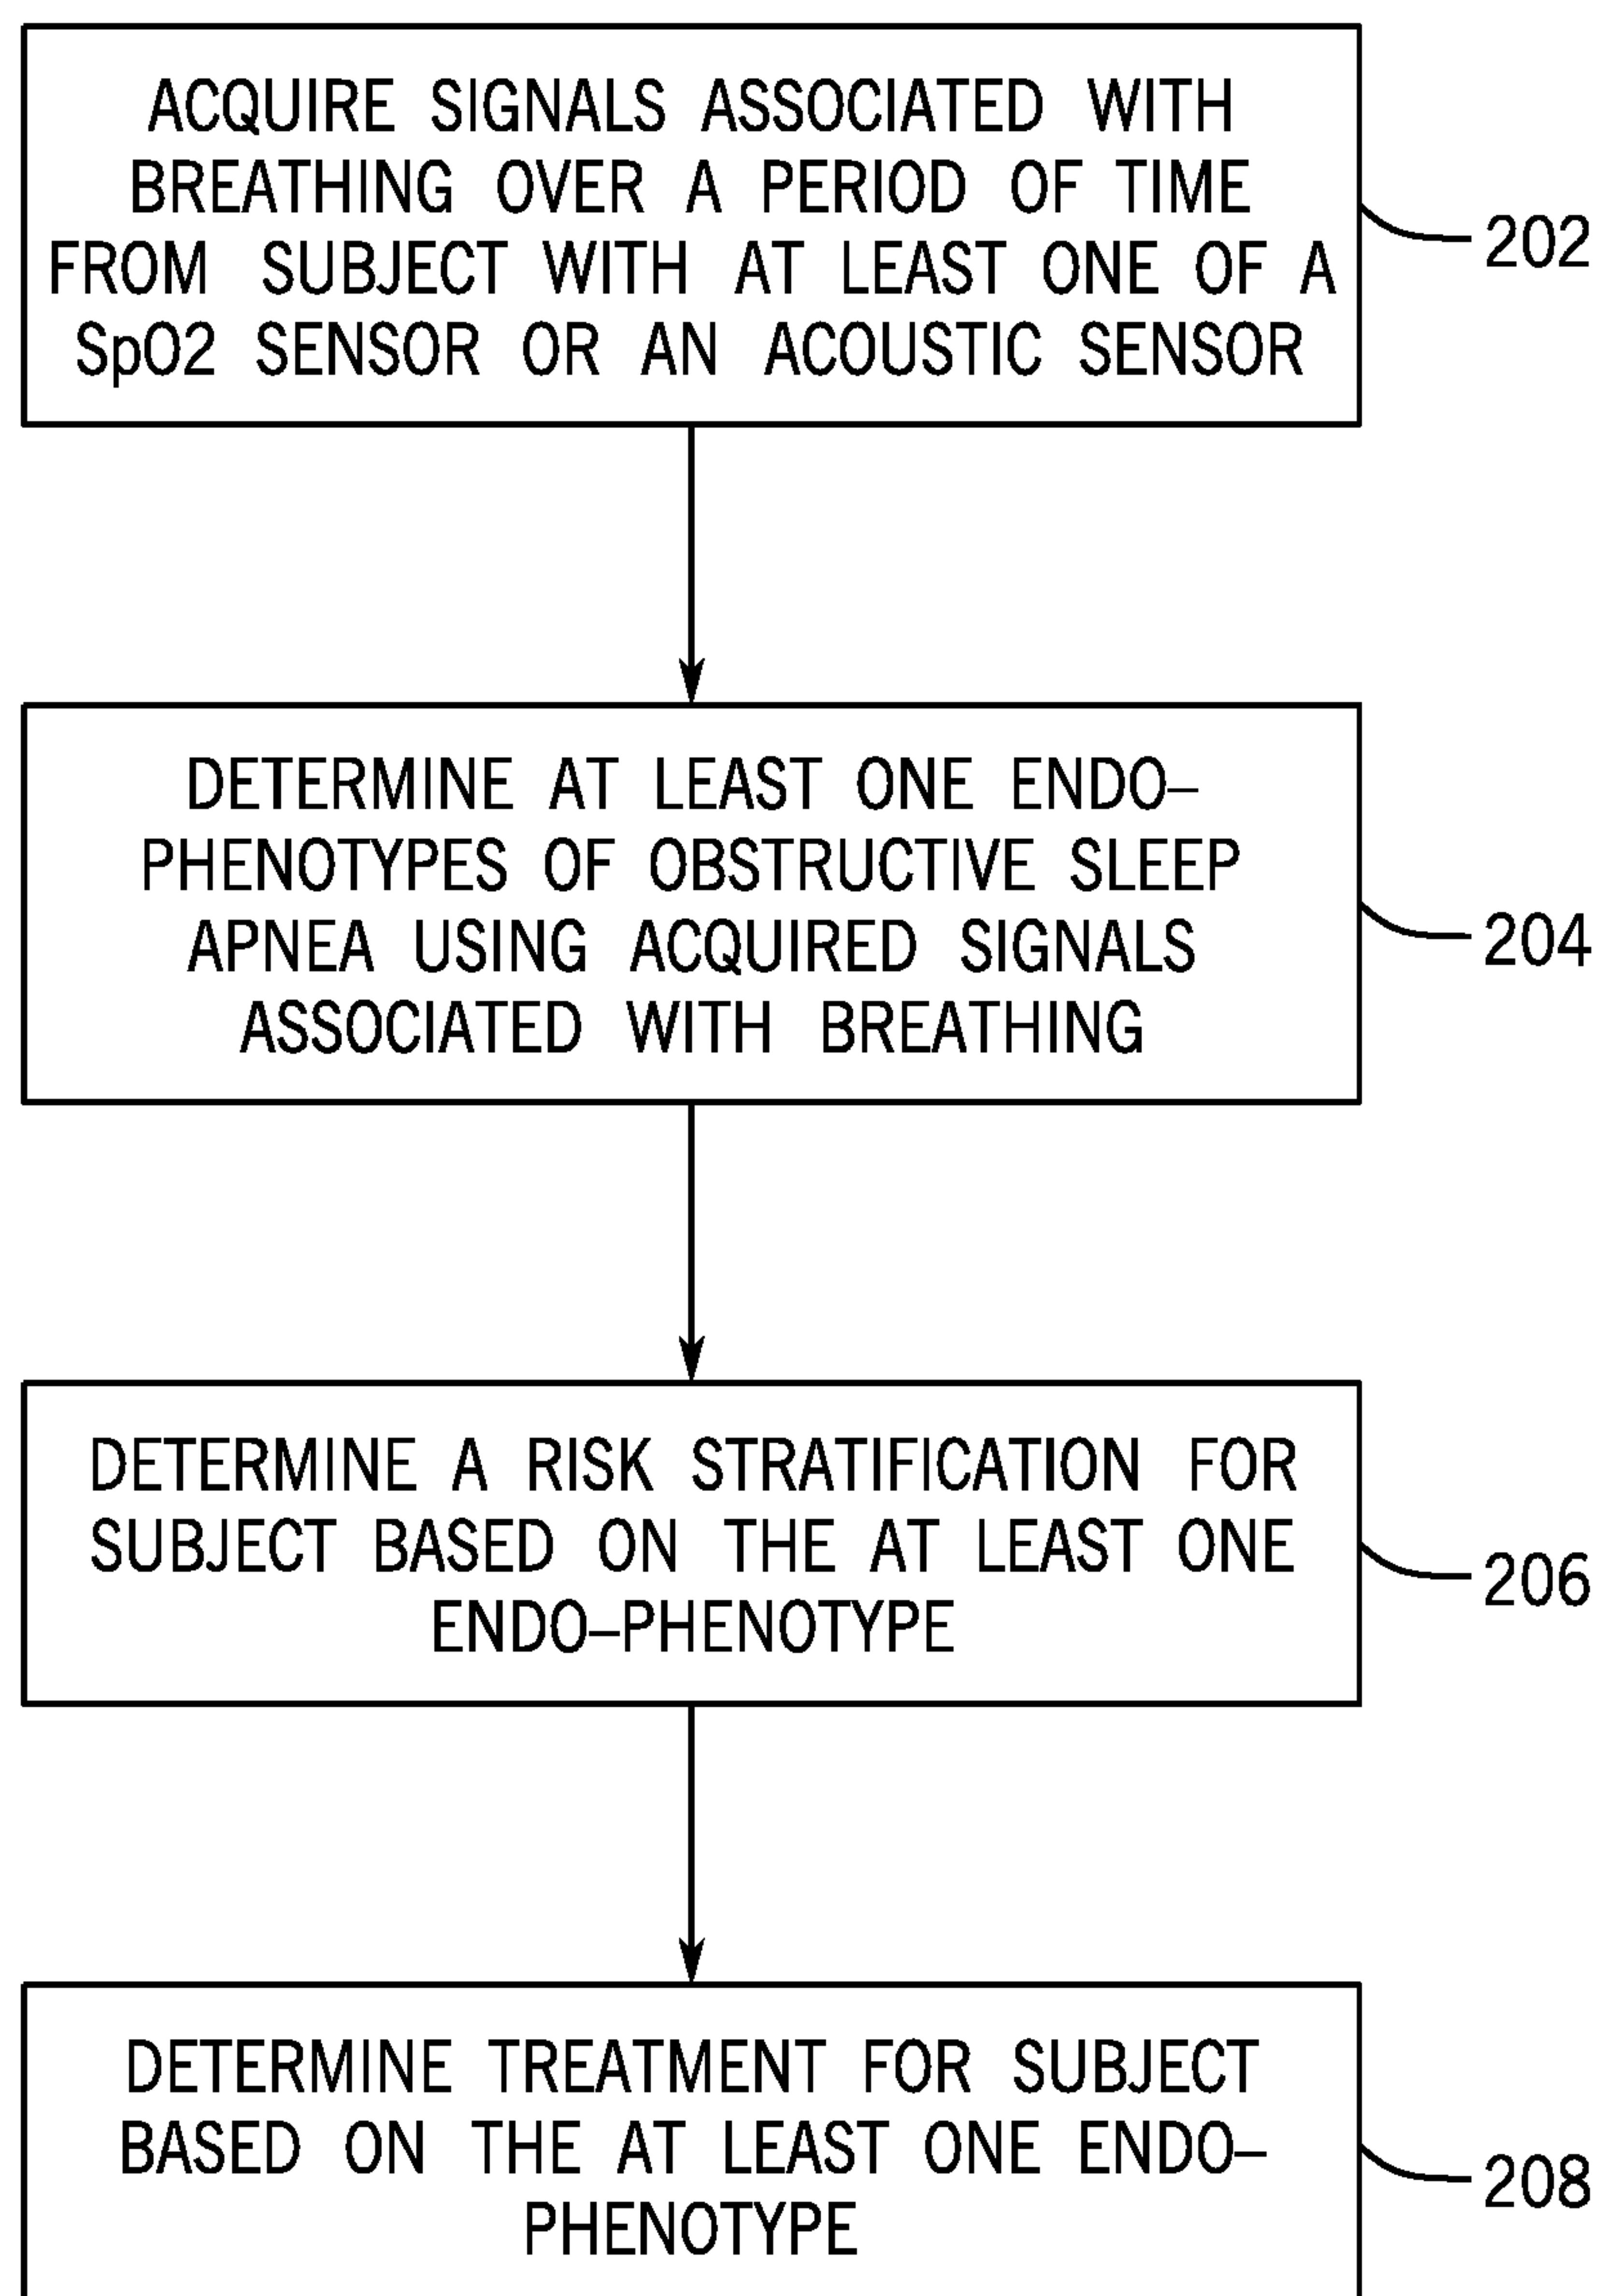 ACQUIRE SIGNALS ASSOCIATED WITH
BREATHING OVER A PERIOD OF TIME
FROM SUBJECT WITH AT LEAST ONE OF A
SpO2 SENSOR OR AN ACOUSTIC SENSOR
202
DETERMINE AT LEAST ONE ENDO–
PHENOTYPES OF OBSTRUCTIVE SLEEP
APNEA USING ACQUIRED SIGNALS
ASSOCIATED WITH BREATHING
204
DETERMINE A RISK STRATIFICATION FOR
SUBJECT BASED ON THE AT LEAST ONE
ENDO–PHENOTYPE
206
DETERMINE TREATMENT FOR SUBJECT
BASED ON THE AT LEAST ONE ENDO–
PHENOTYPE
208